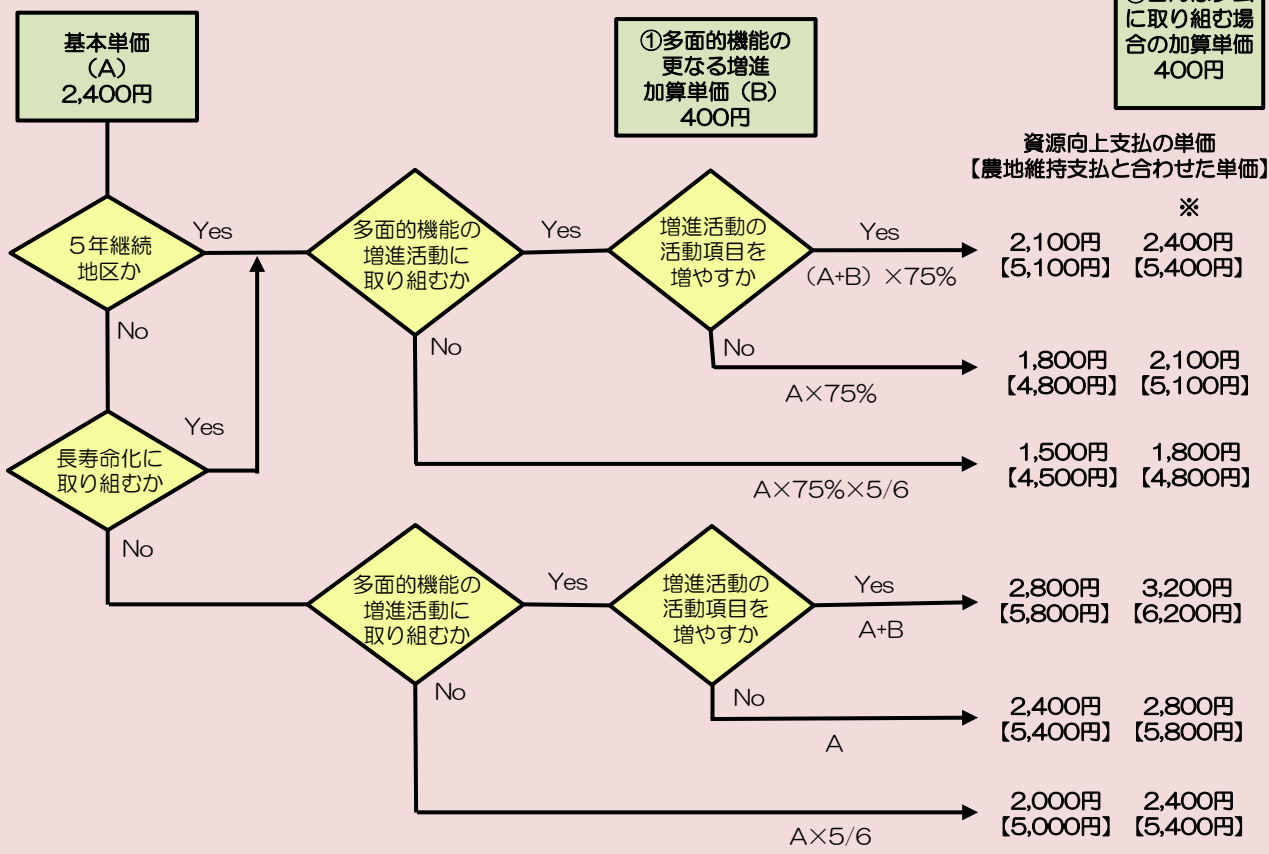 基本単価
（A）
2,400円
①多面的機能の
更なる増進
加算単価（B）
400円
に取り組む場
合の加算単価
400円
資源向上支払の単価
【農地維持支払と合わせた単価】
※
５年継続
地区か
Yes
No
多面的機能の
増進活動に
取り組むか
Yes
No
増進活動の
活動項目を
増やすか
Yes
（A+B）×75%
2,100円 2,400円
【5,100円】 【5,400円】
No
A×75%
1,800円 2,100円
【4,800円】 【5,100円】
長寿命化に
取り組むか
Yes
No
A×75%×5/6
1,500円 1,800円
【4,500円】 【4,800円】
多面的機能の
増進活動に
取り組むか
Yes
No
増進活動の
活動項目を
増やすか
Yes
A+B
2,800円 3,200円
【5,800円】 【6,200円】
No
A
2,400円 2,800円
【5,400円】 【5,800円】
A×5/6
2,000円 2,400円
【5,000円】 【5,400円】